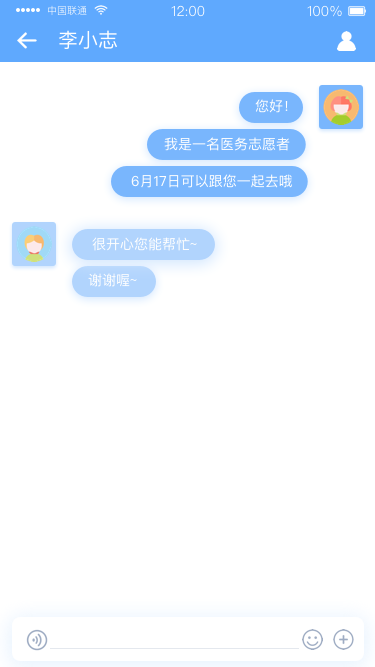 中国联通 12:00 100%
李小志
您好!
我是一名医务志愿者
6月17日可以跟您一起去哦
很开心您能帮忙~
谢谢喔~